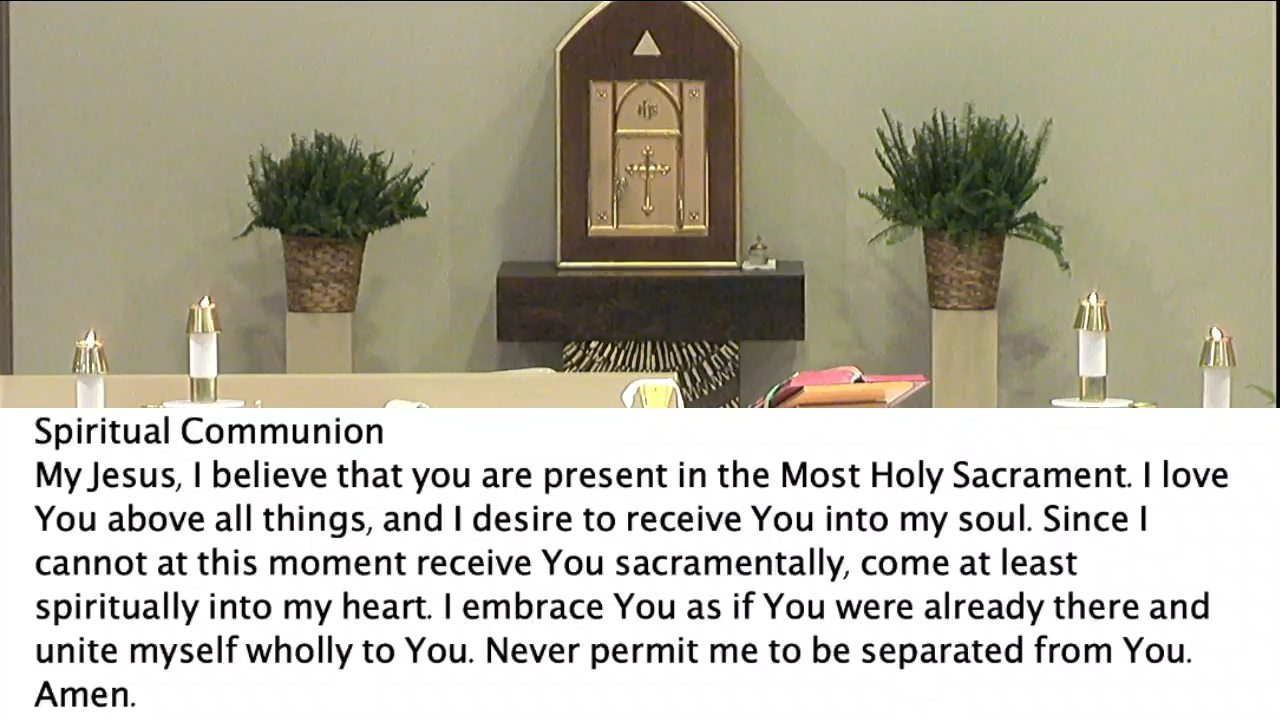 IHS
Spiritual Communion
My Jesus, I believe that you are present in the Most Holy Sacrament. I love
You above all things, and I desire to receive You into my soul. Since I
cannot at this moment receive You sacramentally, come at least
spiritually into my heart. I embrace You as if You were already there and
unite myself wholly to You. Never permit me to be separated from You.
Amen.